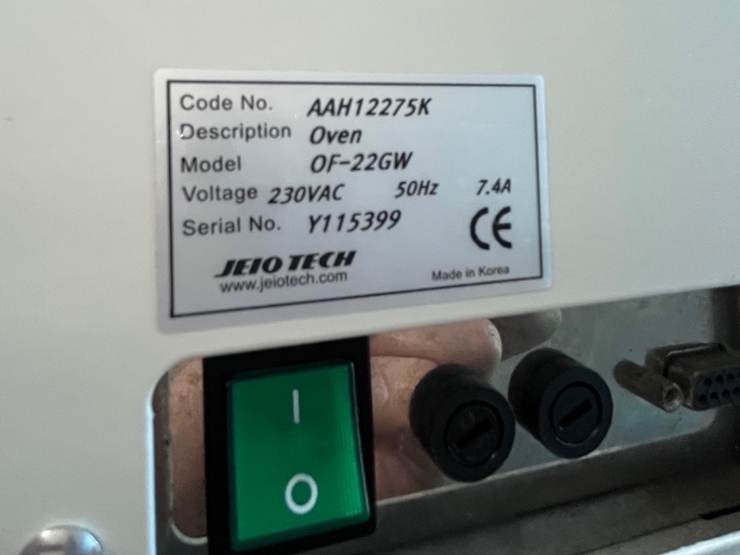 Code No. AAH12275K
Description Oven
Model OF-22GW
Voltage 230VAC 50Hz 7.4A
Serial No. Y115399
CE
JEIO TECH
www.jeiotech.com
Made in Korea
I
O